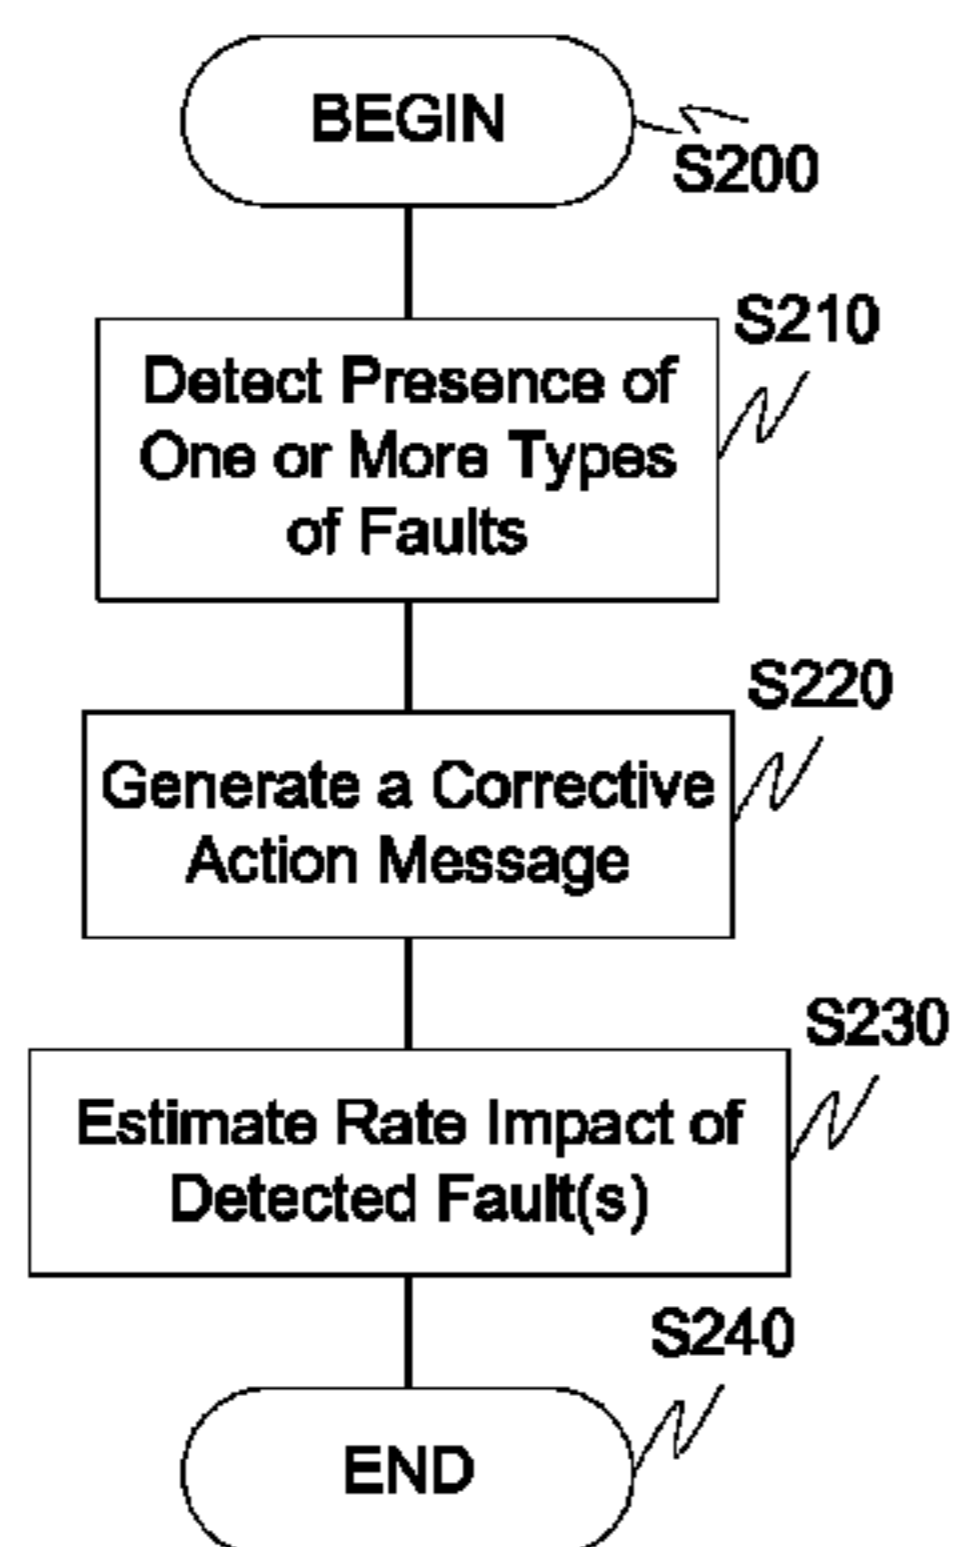 BEGIN
S200
S210
Detect Presence of
One or More Types
of Faults
S220
Generate a Corrective
Action Message
S230
Estimate Rate Impact of
Detected Fault(s)
S240
END